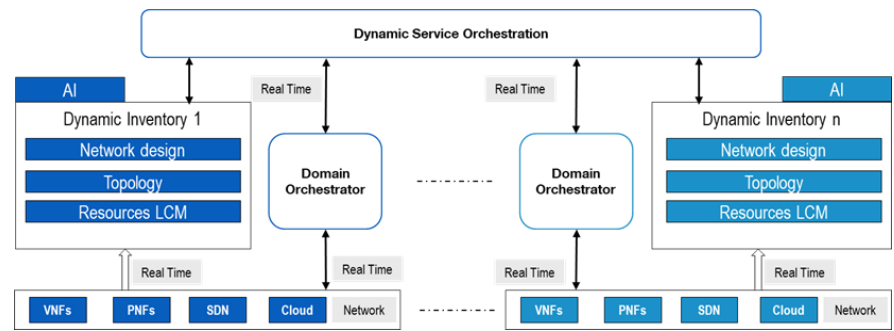 Dynamic Service Orchestration
AI
Real Time
Real Time
AI
Dynamic Inventory 1
Network design
Topology
Resources LCM
Domain
Orchestrator
Domain
Orchestrator
Dynamic Inventory n
Network design
Topology
Resources LCM
Real Time
Real Time
Real Time
Real Time
VNFs
PNFs
SDN
Cloud
Network
VNFs
PNFs
SDN
Cloud
Network